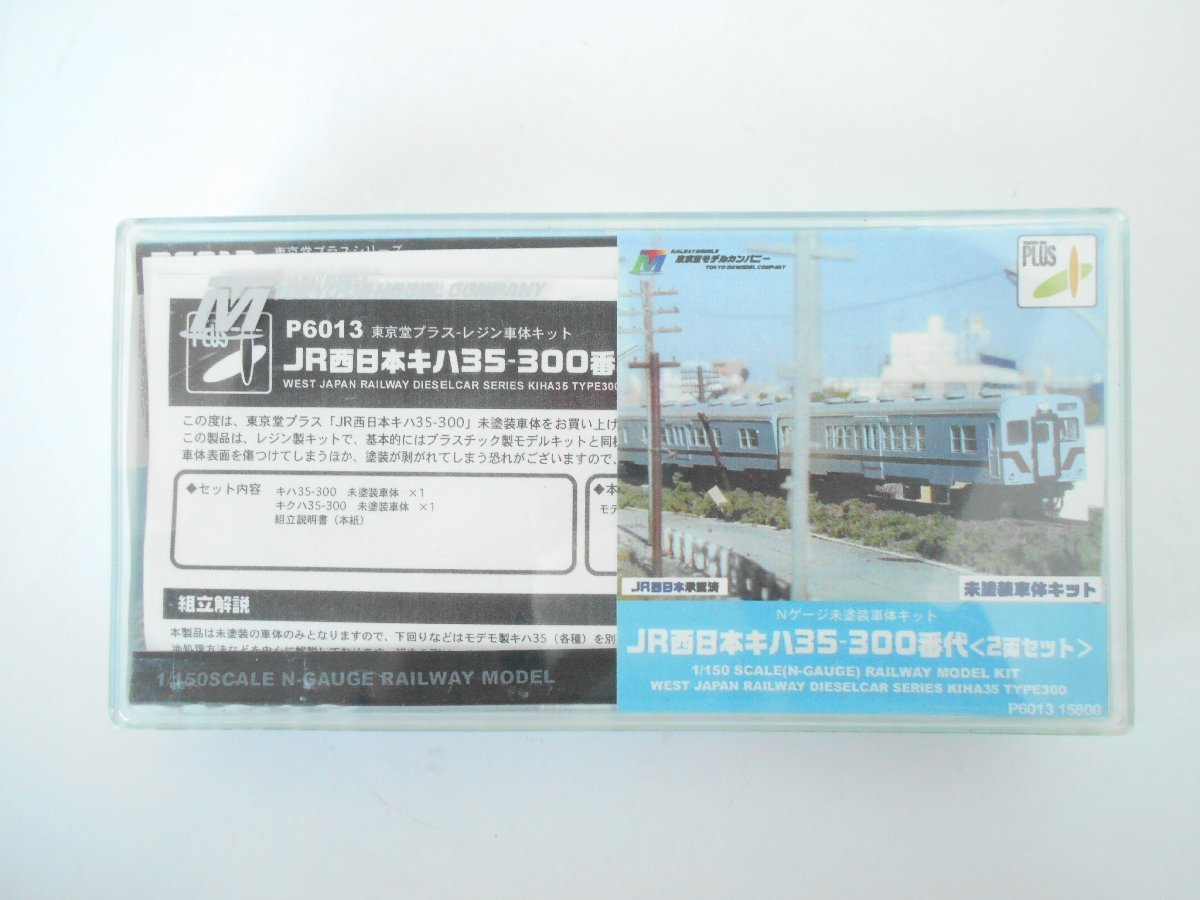 東京堂プラスシリーズ
PLUS
P6013 東京堂プラス-レジン車体キット
JR西日本キハ35-300番
WEST JAPAN RAILWAY DIESELCAR SERIES KIHA35 TYPE300
この度は、東京堂プラス「JR西日本キハ35-300」未塗装車体をお買い上げ
この製品は、レジン製キットで、基本的にはプラスチック製モデルキットと同様
車体表面を傷つけてしまうほか、塗装が剥がれてしまう恐れがございますので、
◆セット内容 キハ35-300 未塗装車体 ×1
キクハ35-300 未塗装車体 ×1
組立説明書（本紙）
◆本
モデ
組立解説
本製品は未塗装の車体のみとなりますので、下回りなどはモデモ製キハ35（各種）を別
1/150SCALE N-GAUGE RAILWAY MODEL
RAILWAY MODELS
東京堂モデルカンパニー
TOKYO-DO MODEL COMPANY
TOKYO-DO
PLUS
JR西日本承認済
未塗装車体キット
Nゲージ未塗装車体キット
JR西日本キハ35-300番代<2両セット>
1/150 SCALE(N-GAUGE) RAILWAY MODEL KIT
WEST JAPAN RAILWAY DIESELCAR SERIES KIHA35 TYPE300
P6013 15800